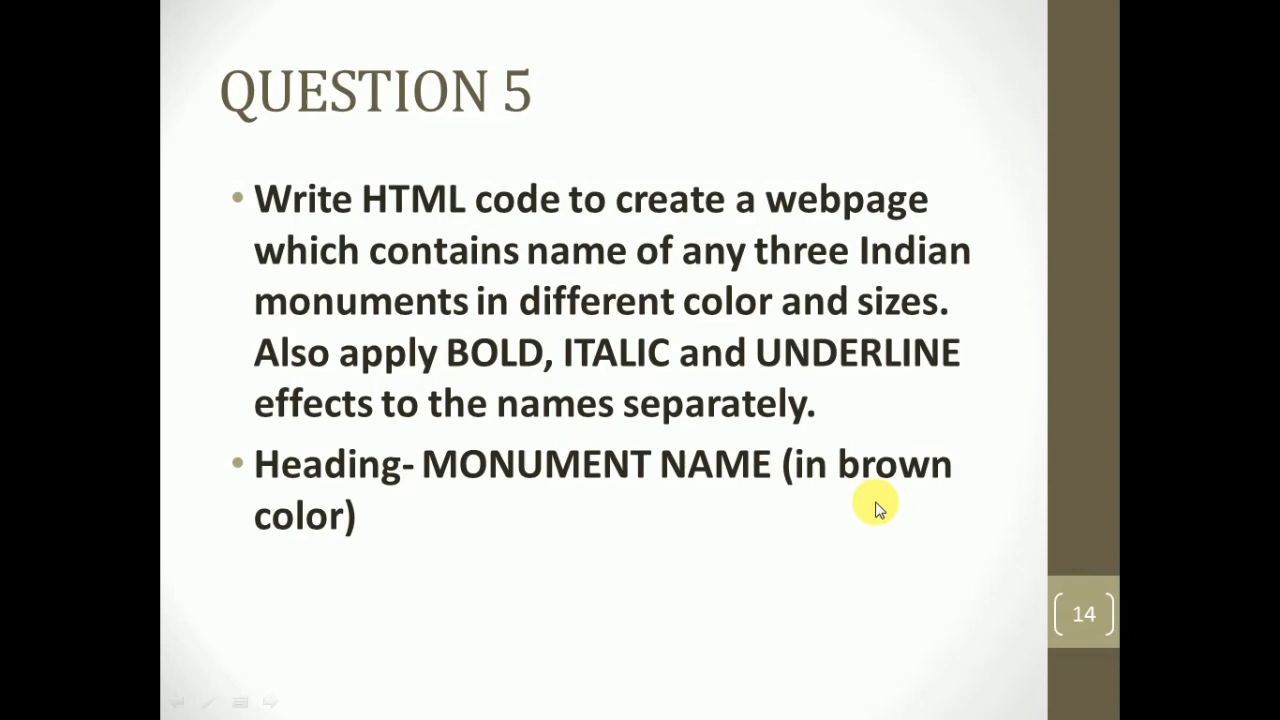 QUESTION 5
• Write HTML code to create a webpage
which contains name of any three Indian
monuments in different color and sizes.
Also apply BOLD, ITALIC and UNDERLINE
effects to the names separately.
• Heading- MONUMENT NAME (in brown
color)
14